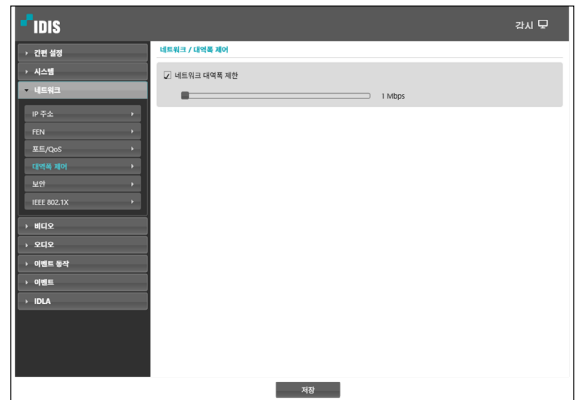 IDIS
감시
간편 설정
시스템
네트워크
IP 주소
FEN
포트/QoS
대역폭 제어
보안
IEEE 802.1X
비디오
오디오
이벤트 동작
이벤트
IDLA
네트워크 / 대역폭 제어
네트워크 대역폭 제한
1 Mbps
저장